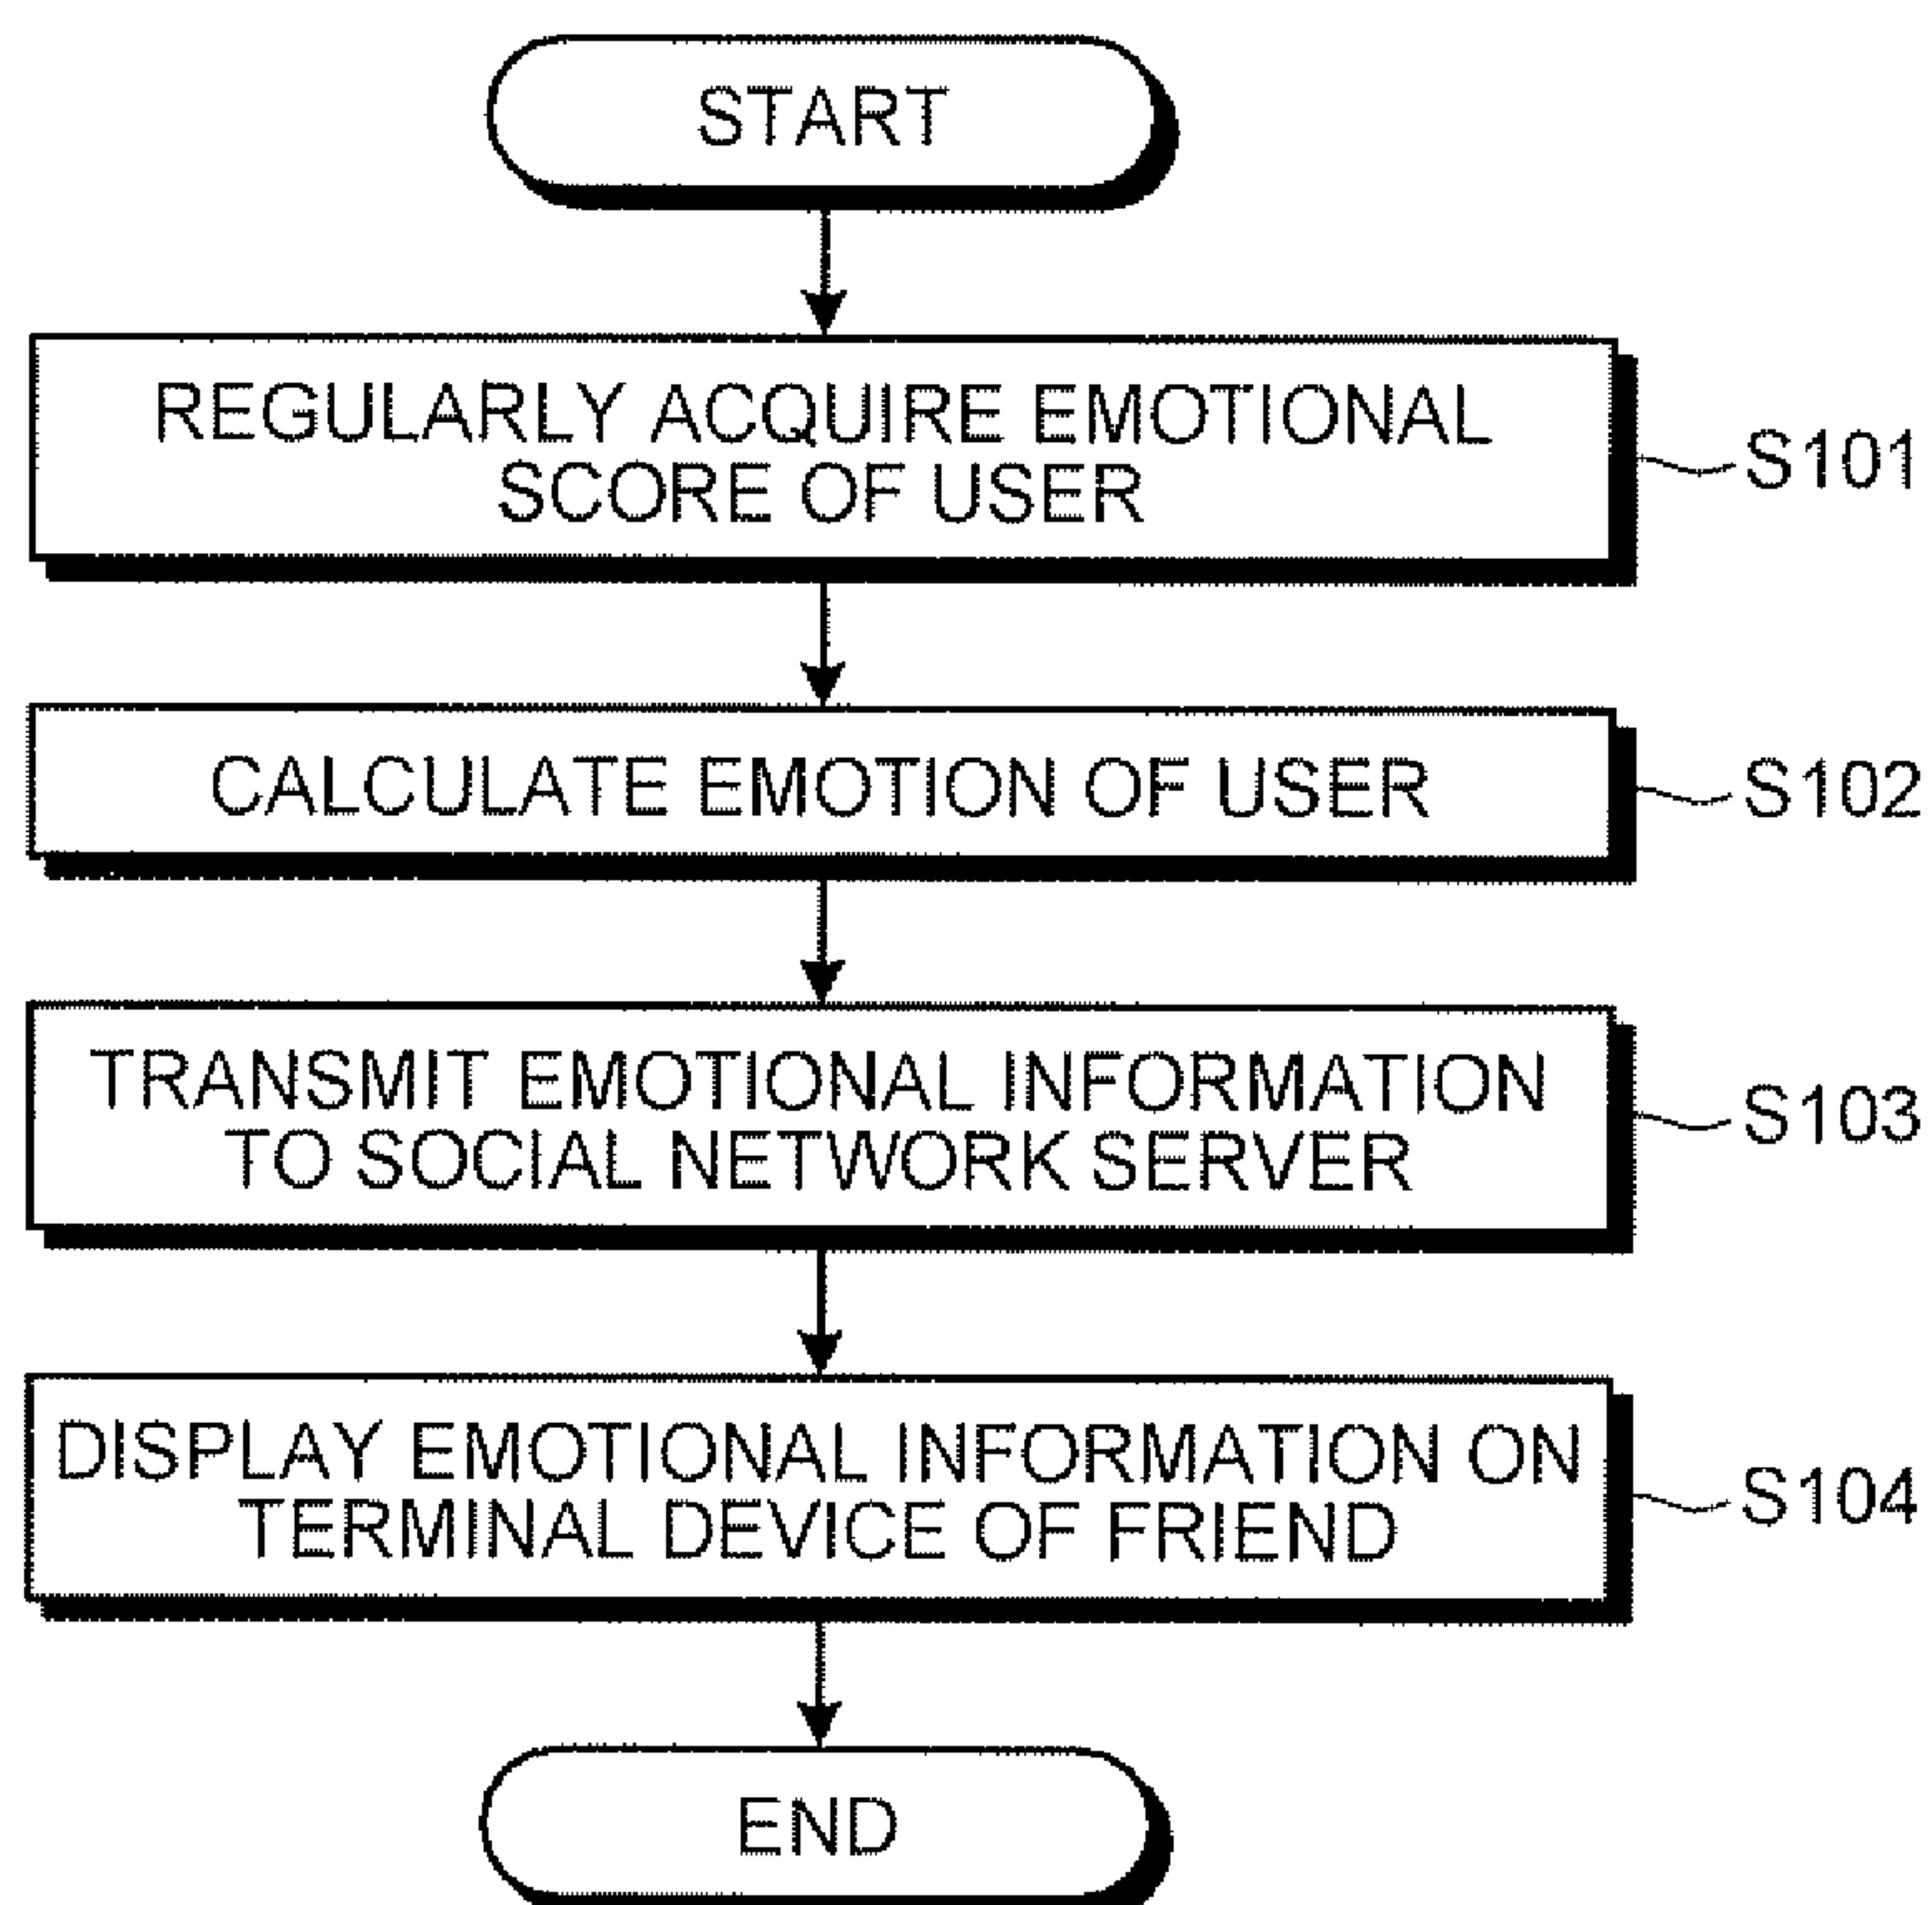 START
REGULARLY ACQUIRE EMOTIONAL
SCORE OF USER
S101
CALCULATE EMOTION OF USER
S102
TRANSMIT EMOTIONAL INFORMATION
TO SOCIAL NETWORK SERVER
S103
DISPLAY EMOTIONAL INFORMATION ON
TERMINAL DEVICE OF FRIEND
S104
END